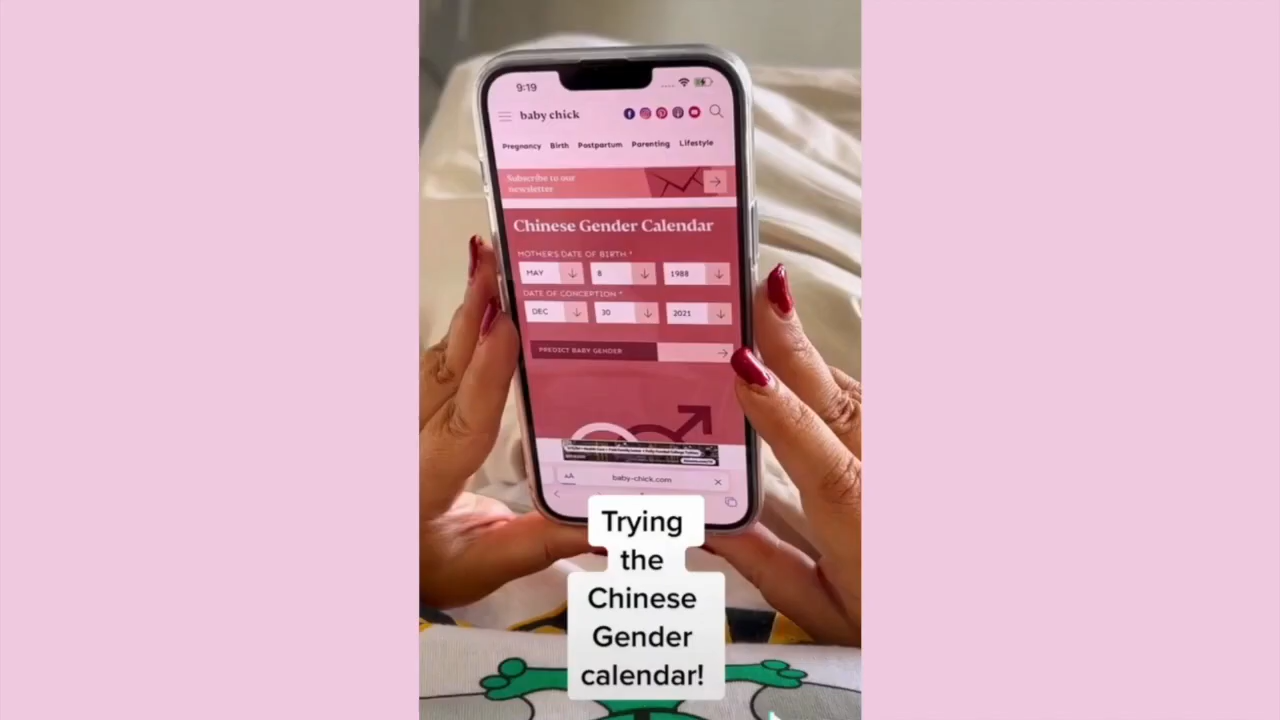 9:19
baby chick
Pregnancy Birth Postpartum Parenting Lifestyle
Subscribe to our
newsletter
Chinese Gender Calendar
MOTHER'S DATE OF BIRTH *
MAY 8 1988
DATE OF CONCEPTION *
DEC 30 2021
PREDICT BABY GENDER
AA baby-chick.com
Trying
the
Chinese
Gender
calendar!